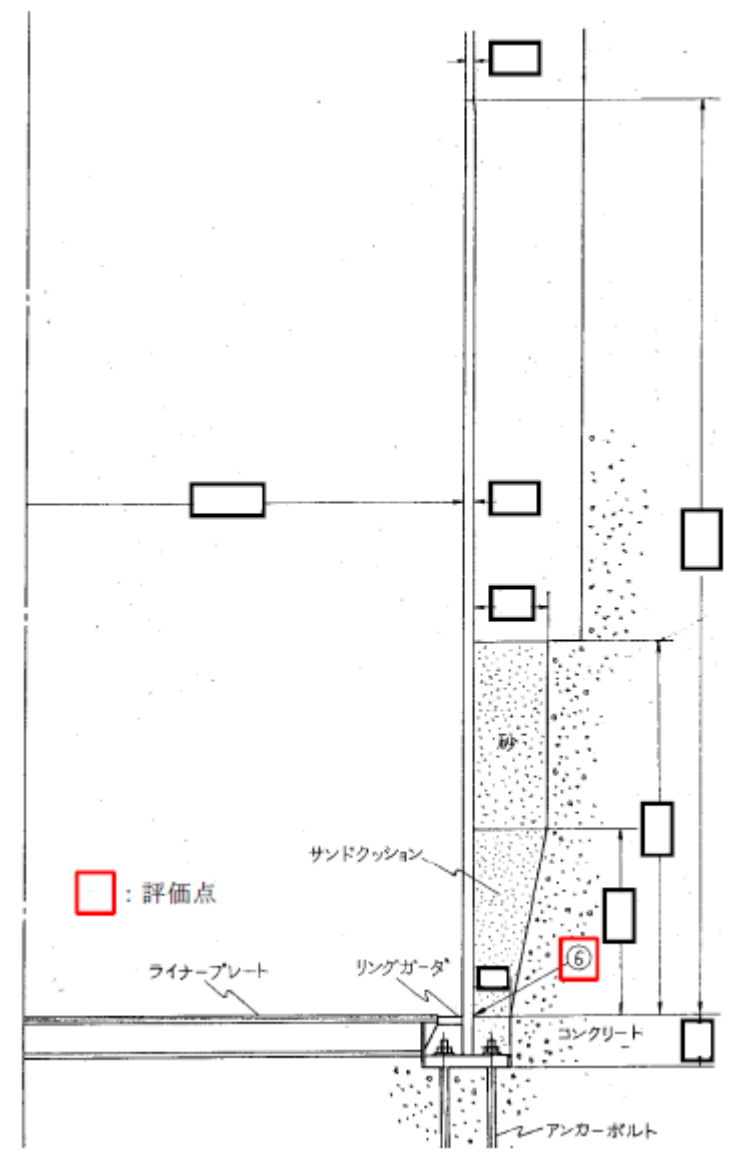 砂
サンドクッション
：評価点
⑥
ライナープレート
リングガーダ
コンクリート
アンカーボルト